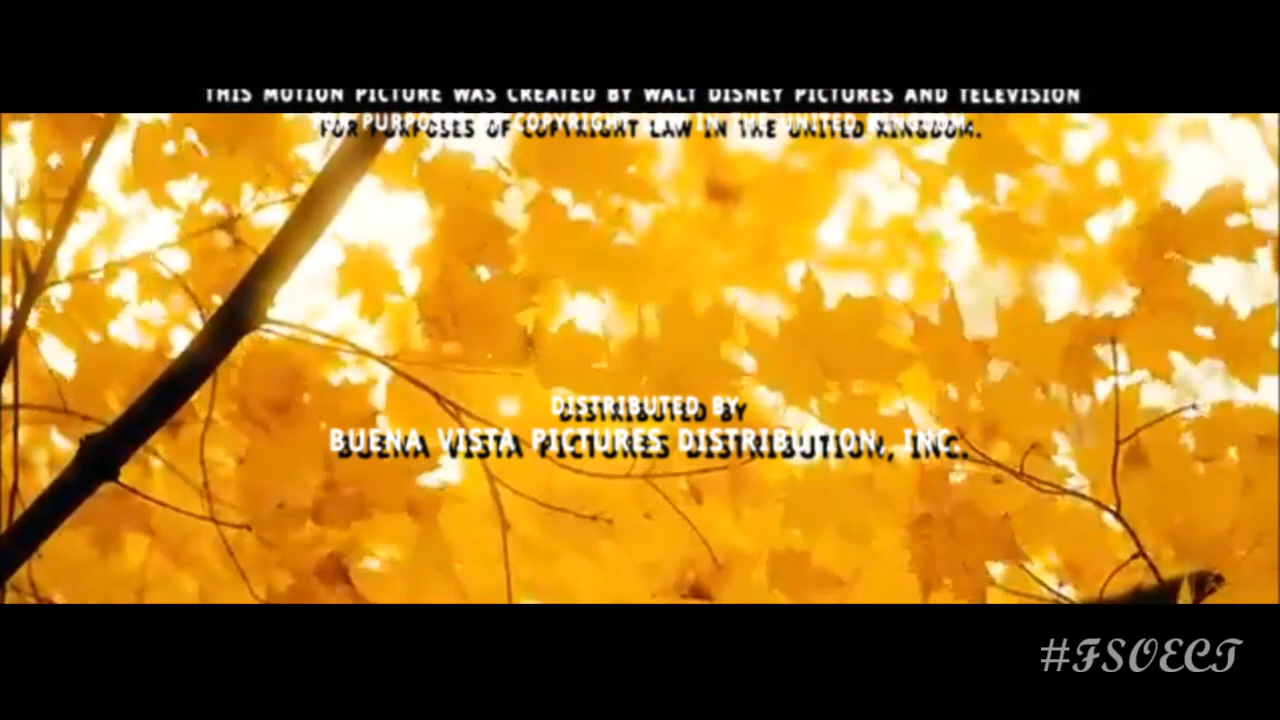 THIS MOTION PICTURE WAS CREATED BY WALT DISNEY PICTURES AND TELEVISION
FOR PURPOSES OF COPYRIGHT LAW IN THE UNITED KINGDOM.
DISTRIBUTED BY
BUENA VISTA PICTURES DISTRIBUTION, INC.
#FSOECT